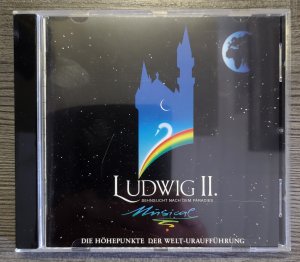 LUDWIG II.
SEHNSUCHT NACH DEM PARADIES
Musical
DIE HÖHEPUNKTE DER WELT-URAUFFÜHRUNG